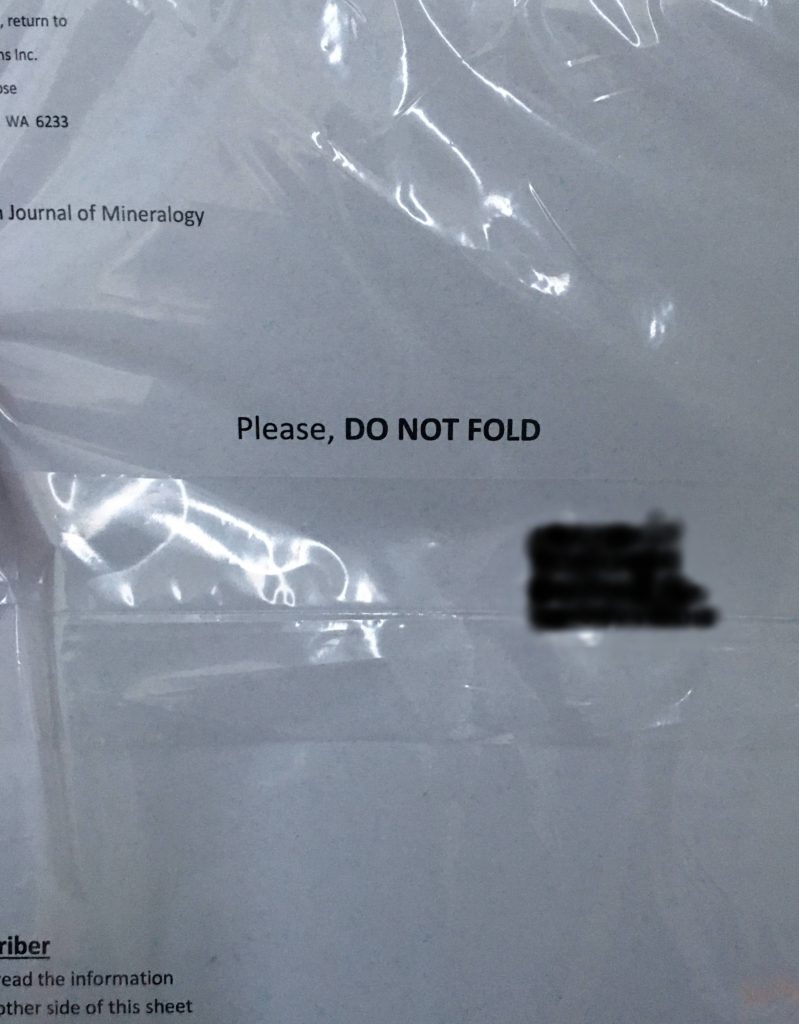 , return to
ns Inc.
ose
WA 6233
n Journal of Mineralogy
Please, DO NOT FOLD
riber
read the information
other side of this sheet